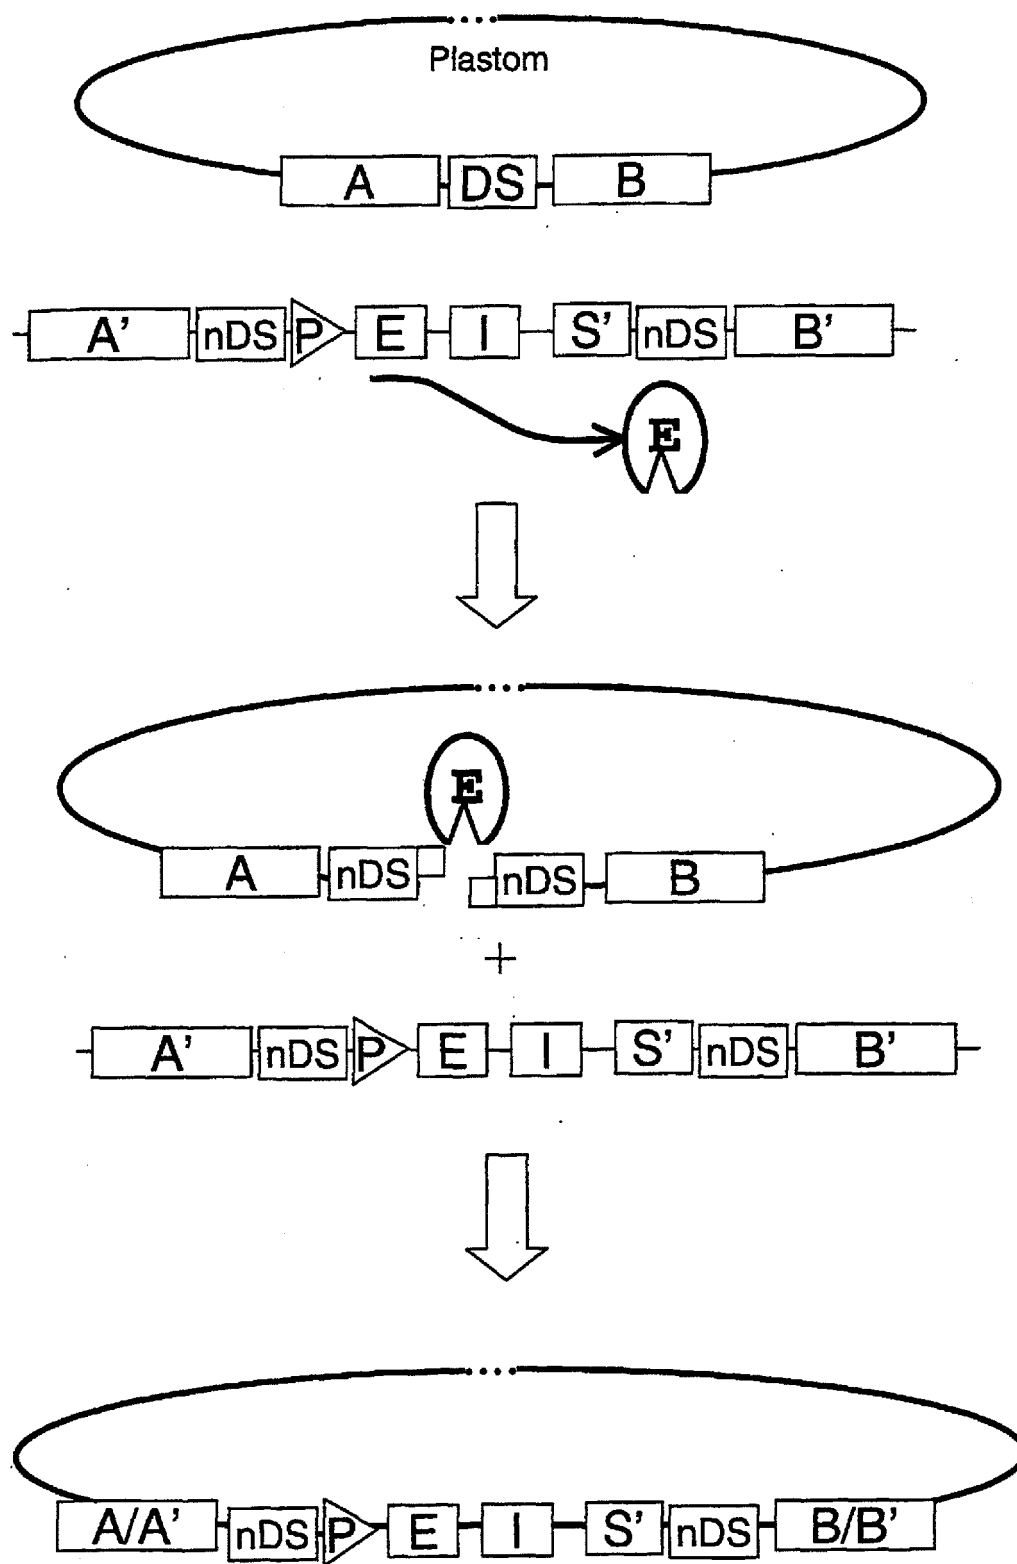 Plastom
A DS B
A' nDS P E I S' nDS B'
E
E
A nDS nDS B
+
A' nDS P E I S' nDS B'
A/A' nDS P E I S' nDS B/B'